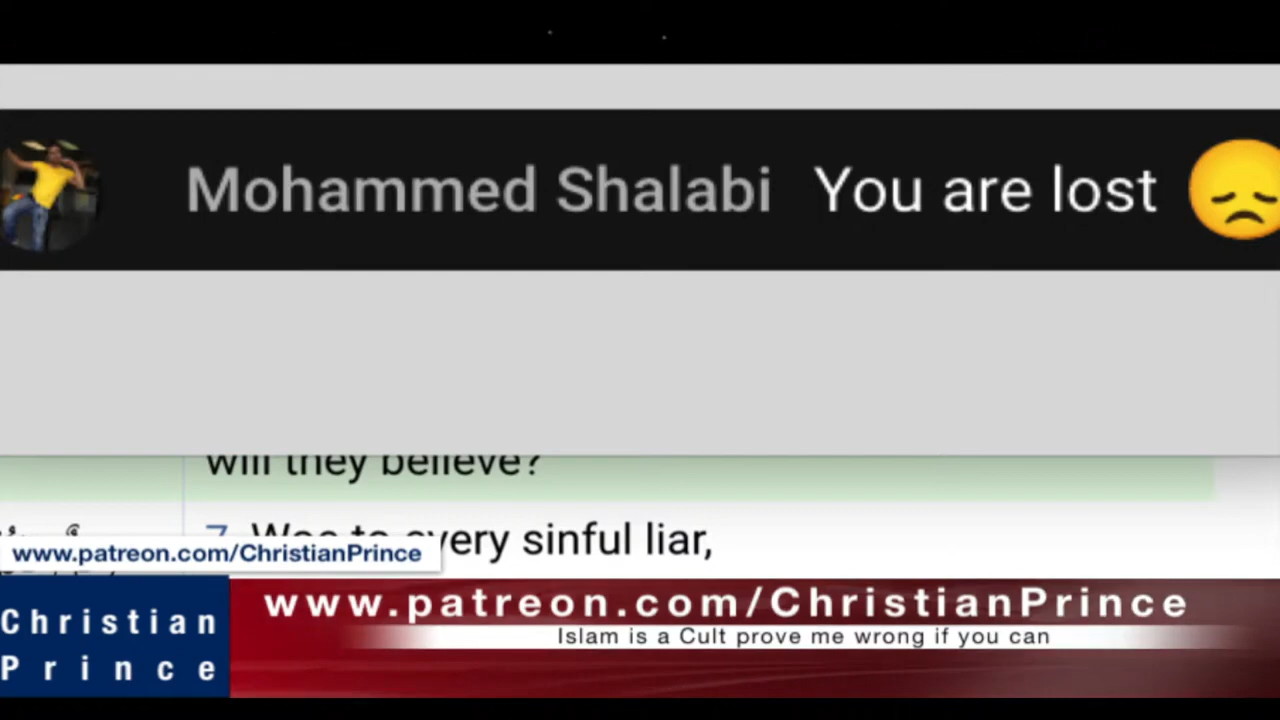 Mohammed Shalabi You are lost 😞
will they believe?
7 Woe to every sinful liar,
www.patreon.com/ChristianPrince
Christian
Prince
www.patreon.com/ChristianPrince
Islam is a Cult prove me wrong if you can